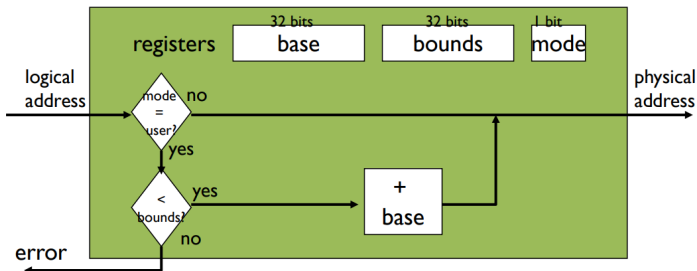 32 bits
32 bits
1 bit
registers
base
bounds
mode
logical
address
physical
address
mode
=
user?
no
yes
<
bounds?
yes
no
+
base
error